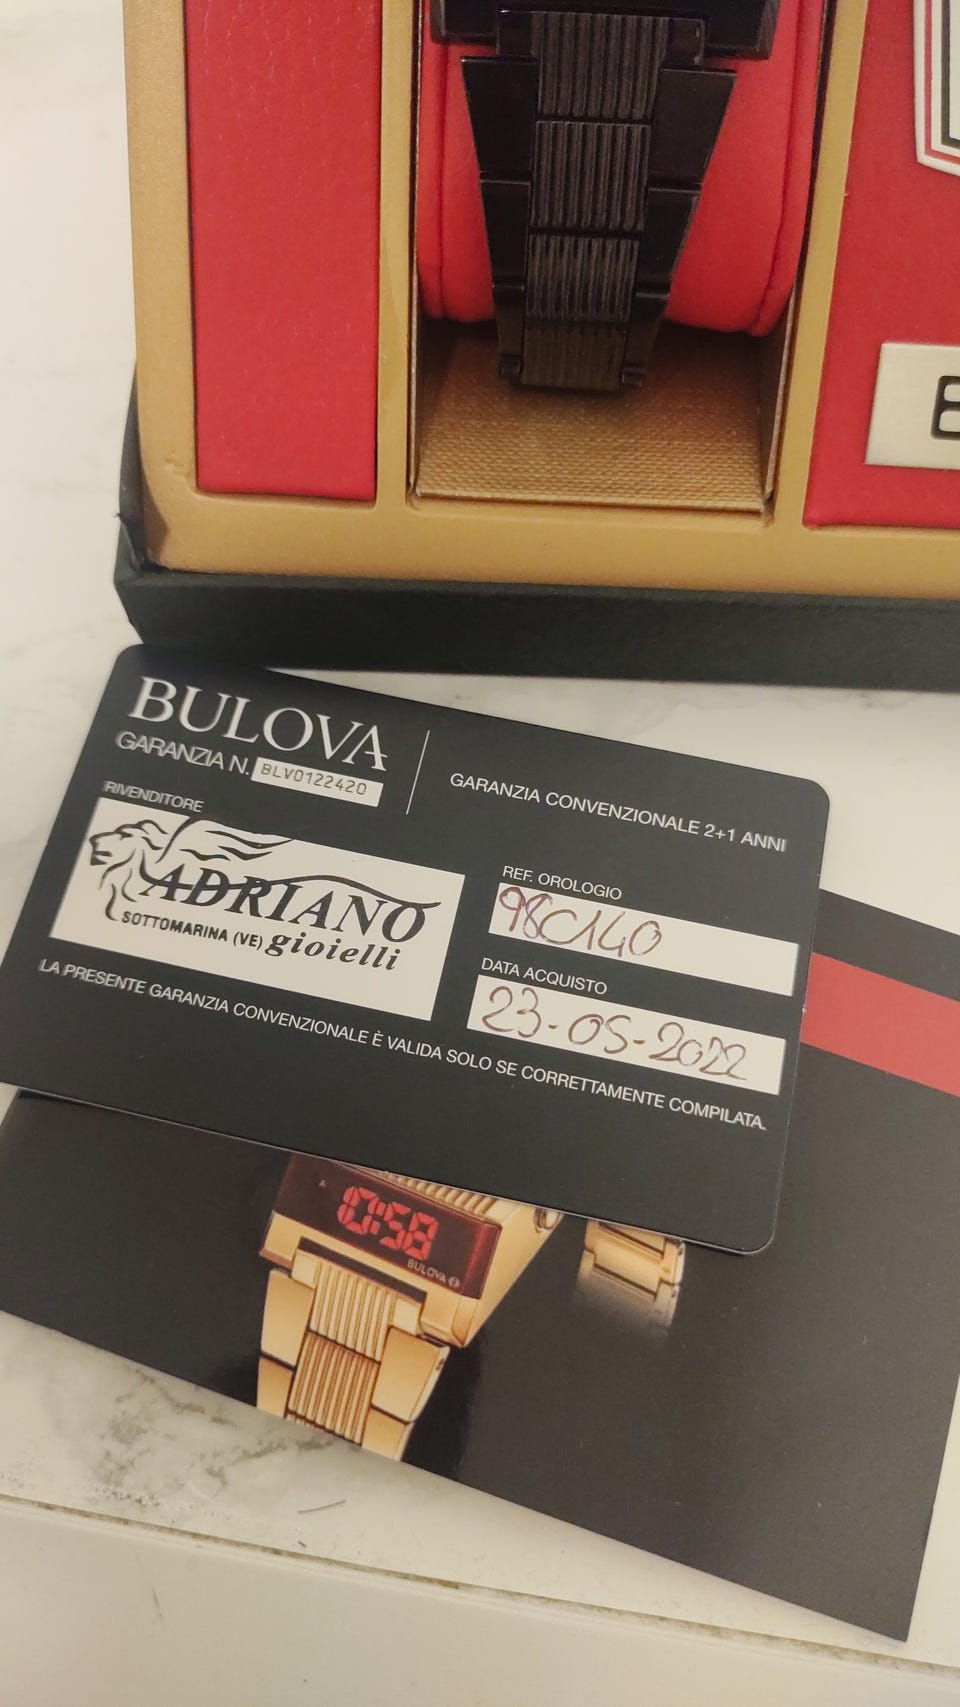 BULOVA
GARANZIA N. BLV0122420
GARANZIA CONVENZIONALE 2+1 ANNI
RIVENDITORE
ADRIANO
SOTTOMARINA (VE) gioielli
REF. OROLOGIO
98C140
DATA ACQUISTO
23-05-2022
LA PRESENTE GARANZIA CONVENZIONALE È VALIDA SOLO SE CORRETTAMENTE COMPILATA.
A
10:58
BULOVA